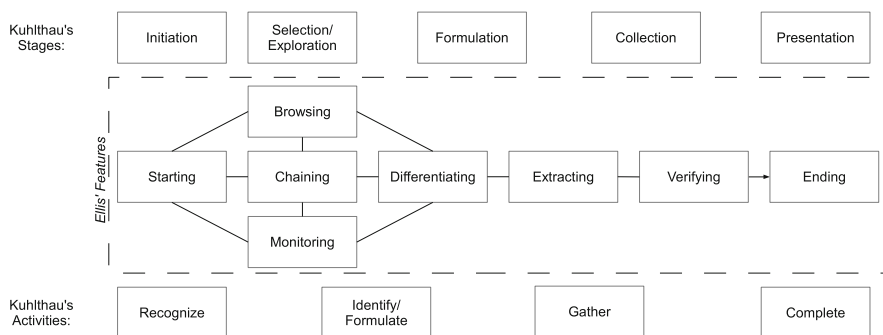 Kuhlthau's
Stages:
Initiation
Selection/
Exploration
Formulation
Collection
Presentation
Ellis' Features
Browsing
Starting
Chaining
Differentiating
Extracting
Verifying
Ending
Monitoring
Kuhlthau's
Activities:
Recognize
Identify/
Formulate
Gather
Complete